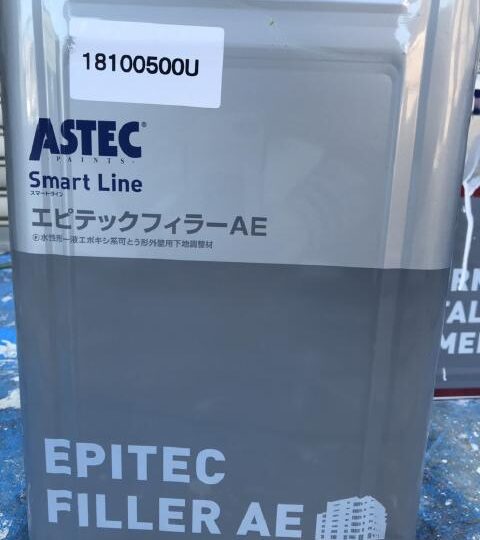 18100500U
ASTEC®
PAINTS
Smart Line
スマートライン
エピテックフィラーAE
水性形一液エポキシ系可とう形外壁用下地調整材
EPITEC
FILLER AE